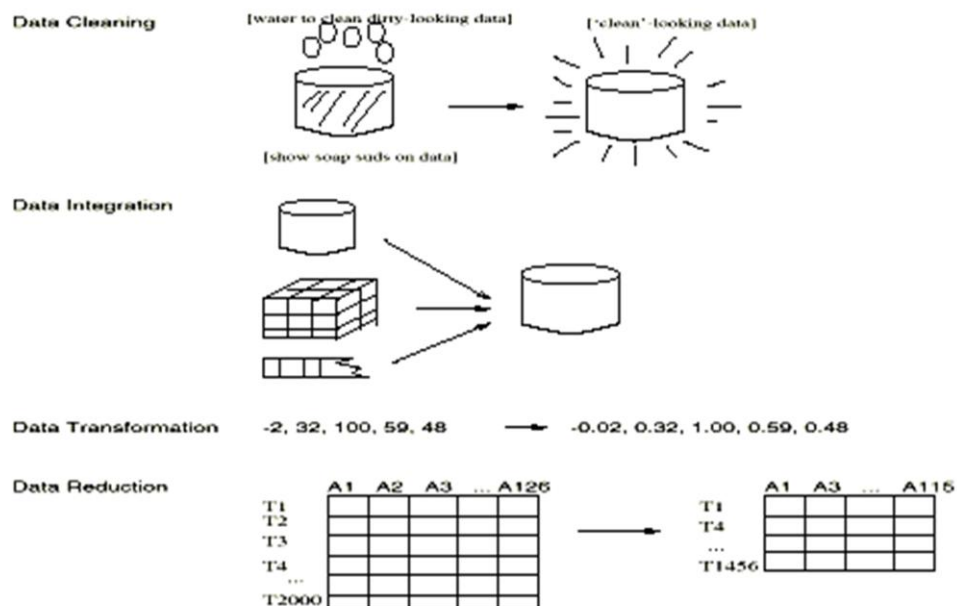 Data Cleaning
[water to clean dirty-looking data]
['clean'-looking data]
[show soap suds on data]
Data Integration
Data Transformation
-2, 32, 100, 59, 48
-0.02, 0.32, 1.00, 0.59, 0.48
Data Reduction
A1 A2 A3 ... A126
T1
T2
T3
T4
...
T2000
A1 A3 ... A115
T1
T4
...
T1456